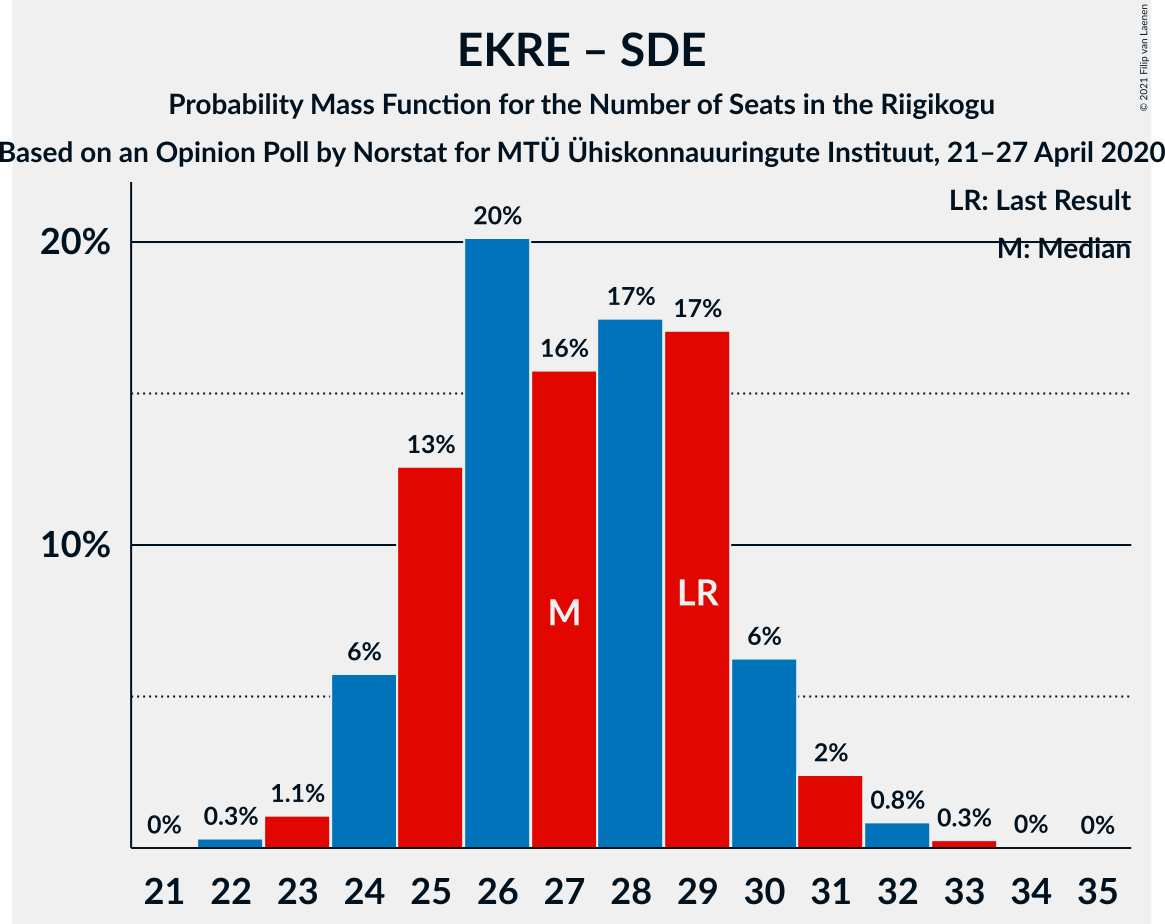 EKRE – SDE
Probability Mass Function for the Number of Seats in the Riigikogu
Based on an Opinion Poll by Norstat for MTÜ Ühiskonnauuringute Instituut, 21–27 April 2020
© 2021 Filip van Laenen
LR: Last Result
M: Median
20%
10%
0%
0.3%
1.1%
6%
13%
20%
16%
17%
17%
6%
2%
0.8%
0.3%
0%
0%
M
LR
21 22 23 24 25 26 27 28 29 30 31 32 33 34 35